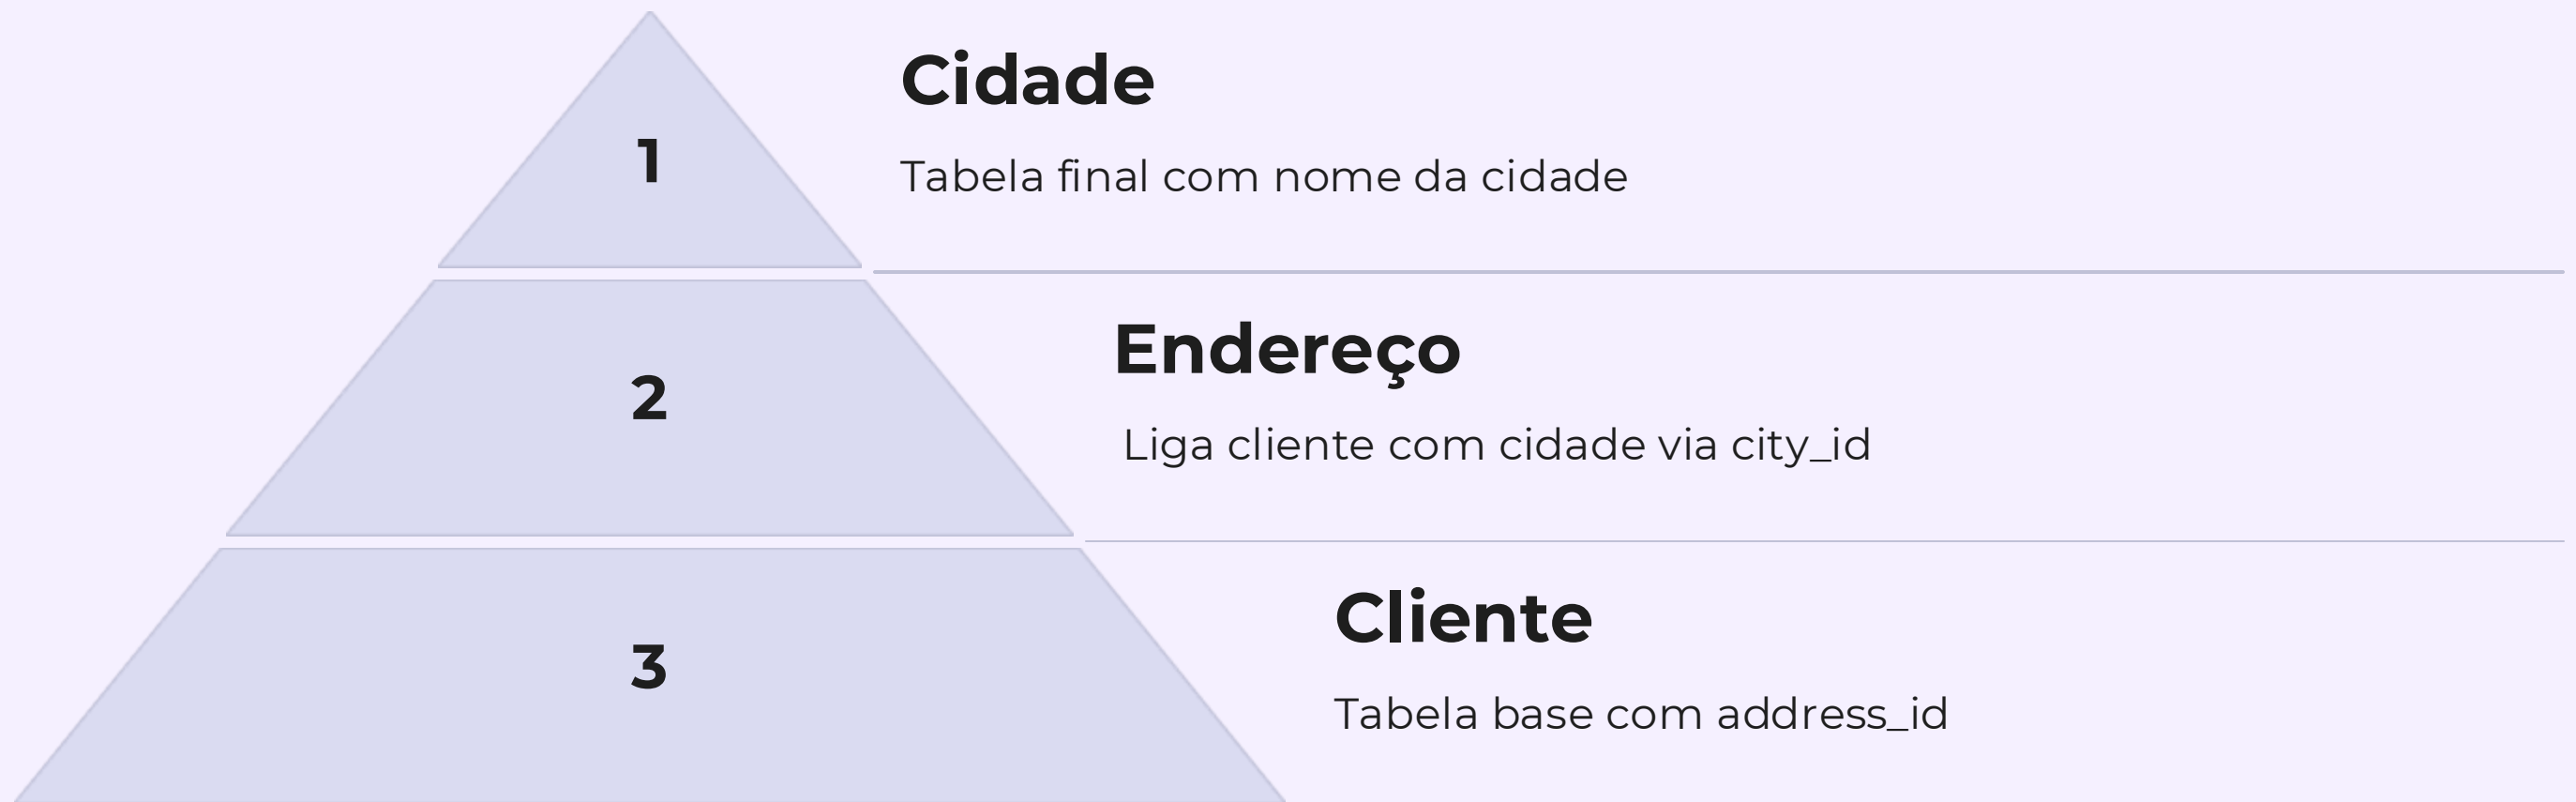 1
Cidade
Tabela final com nome da cidade
2
Endereço
Liga cliente com cidade via city_id
3
Cliente
Tabela base com address_id